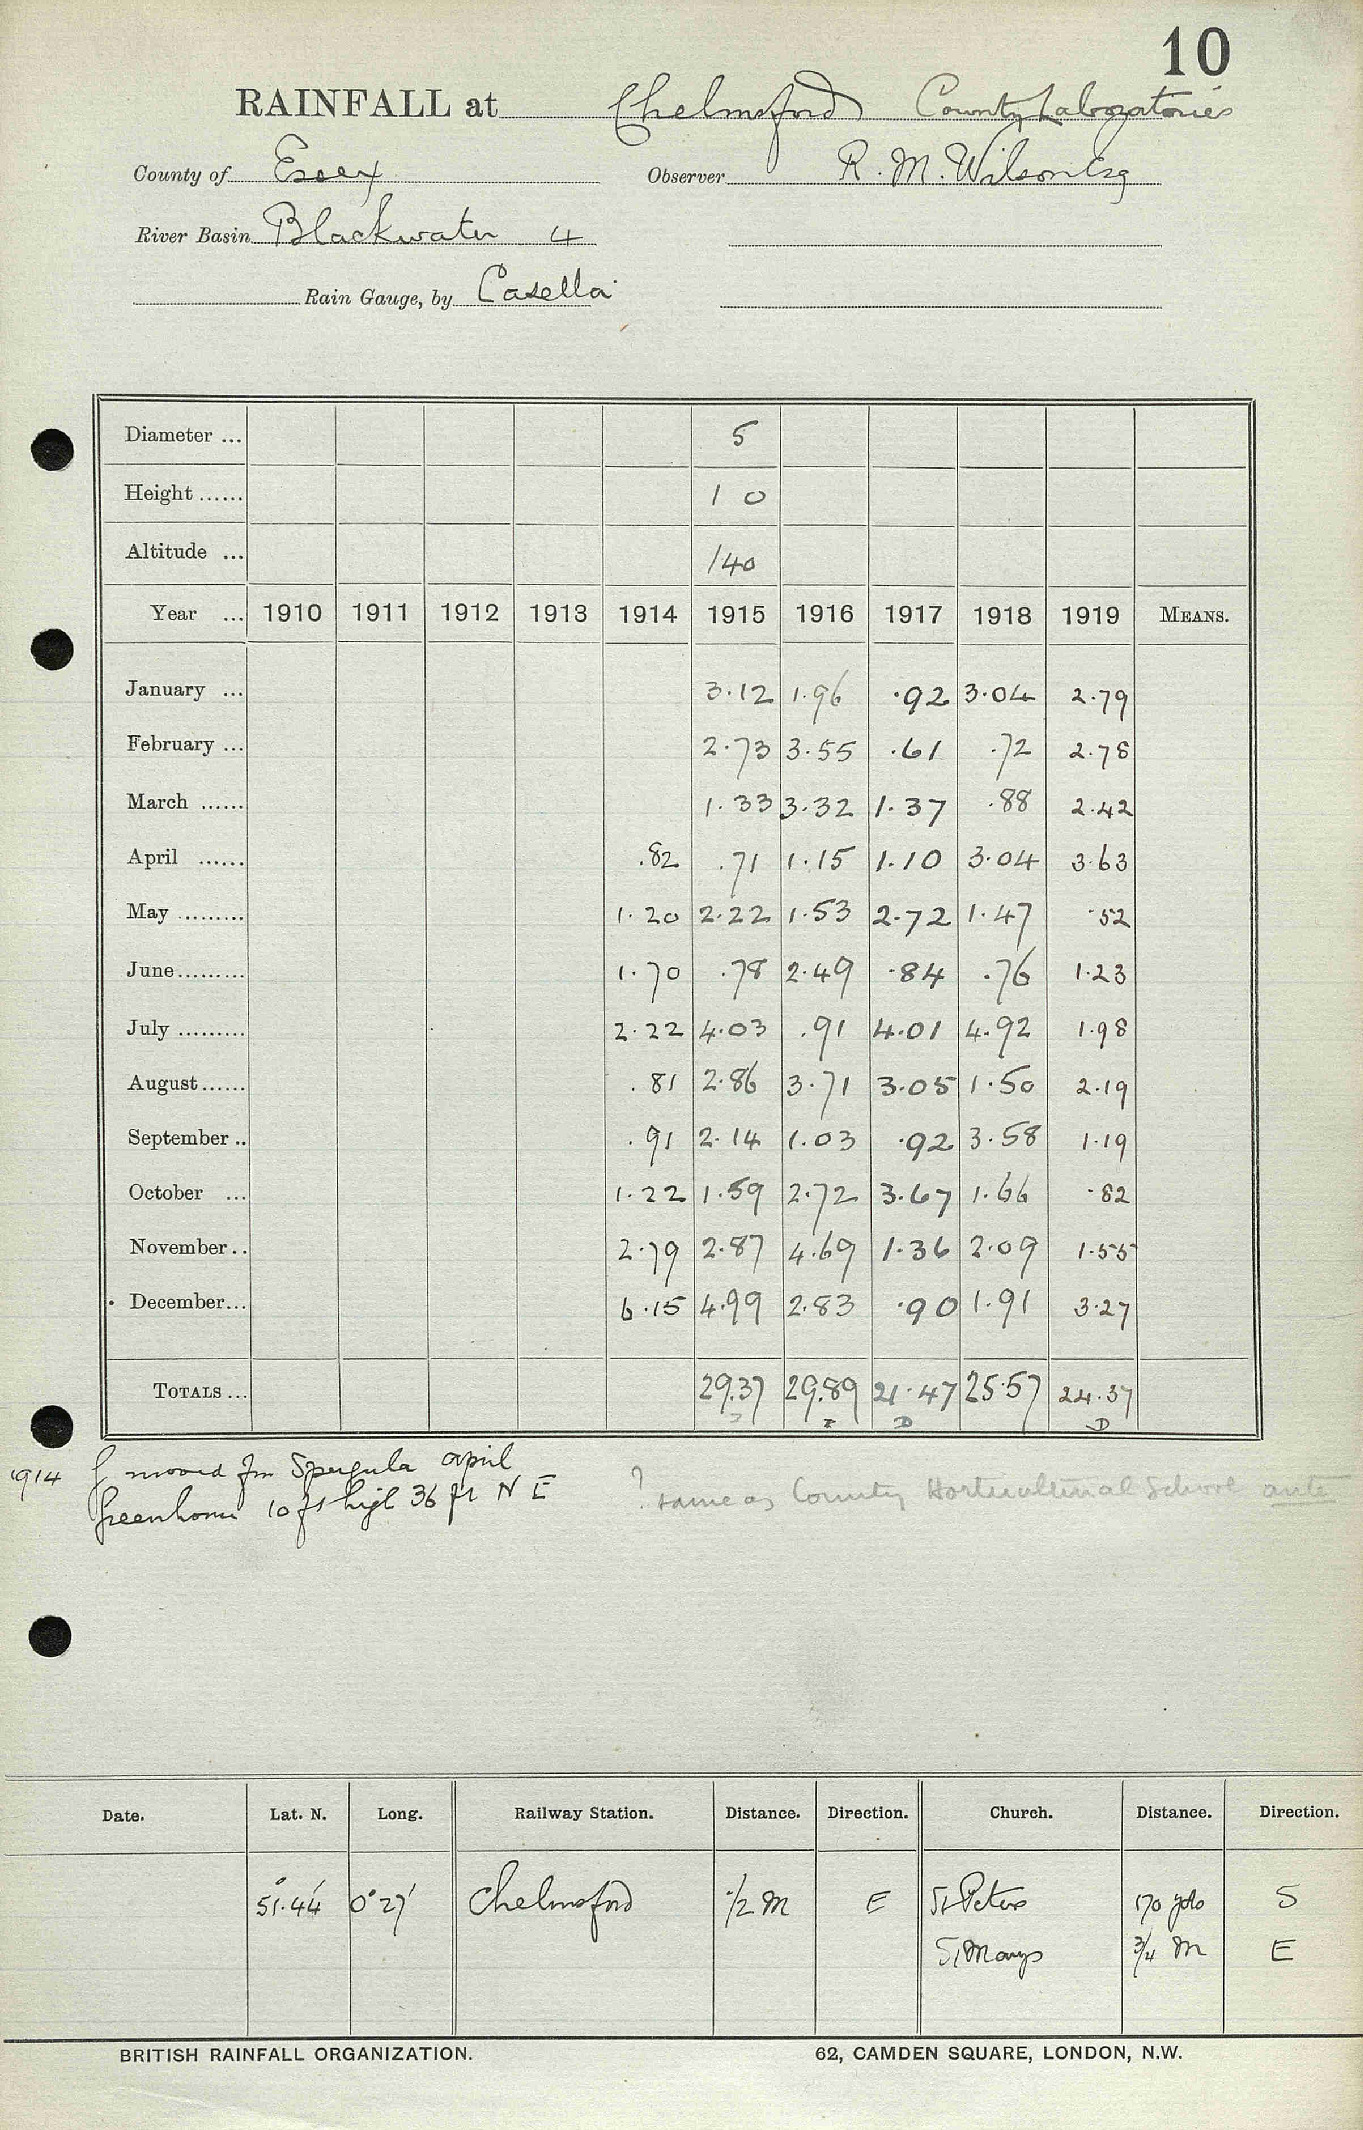 10
RAINFALL at Chelmsford County Laboratories
County of Essex Observer R. M. Wilson Esq
River Basin Blackwater 4
Rain Gauge, by Casella
Diameter ... 5
Height ...... 1 0
Altitude ... 140
Year ... 1910 1911 1912 1913 1914 1915 1916 1917 1918 1919 MEANS.
January ... 3.12 1.96 .92 3.04 2.79
February ... 2.73 3.55 .61 .72 2.78
March ...... 1.33 3.32 1.37 .88 2.42
April ...... .82 .71 1.15 1.10 3.04 3.63
May ......... 1.20 2.22 1.53 2.72 1.47 .52
June ......... 1.70 .78 2.49 .84 .76 1.23
July ......... 2.22 4.03 .91 4.01 4.92 1.98
August ...... .81 2.86 3.71 3.05 1.50 2.19
September .. .91 2.14 1.03 .92 3.58 1.19
October ... 1.22 1.59 2.72 3.67 1.66 .82
November .. 2.79 2.87 4.69 1.36 2.09 1.55
December ... 6.15 4.99 2.83 .90 1.91 3.27
TOTALS ... 29.37 29.89 21.47 25.57 24.37
D D
1914 G moved fm Spergula april
Greenhouse 10 ft high 36 ft N E
? same as County Horticultural School ante
Date. Lat. N. Long. Railway Station. Distance. Direction. Church. Distance. Direction.
51°.44' 0°27' Chelmsford 1/2 M E St Peters 170 yds S
St Marys 3/4 M E
BRITISH RAINFALL ORGANIZATION. 62, CAMDEN SQUARE, LONDON, N.W.